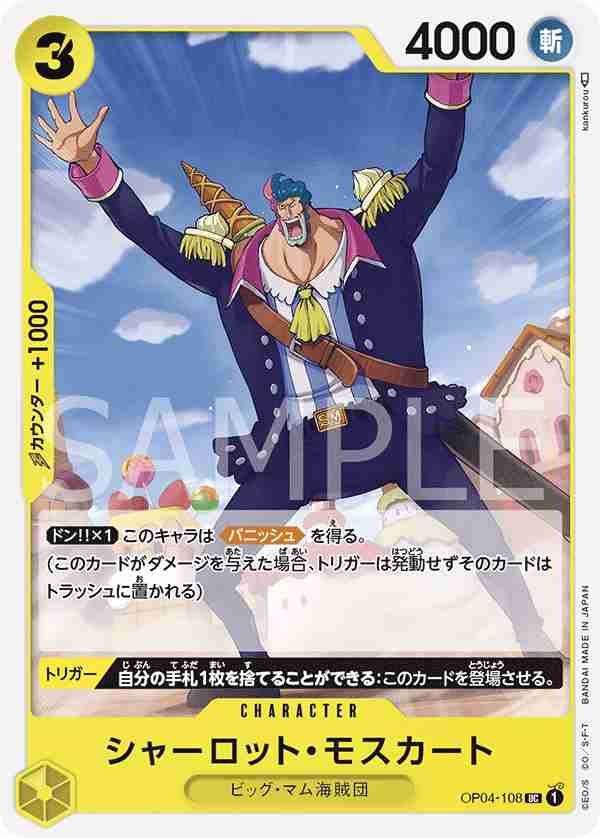 3
4000
斬
kankurou
カウンター +1000
SAMPLE
SM
ドン!!×1 このキャラは バニッシュ を得る。
(このカードがダメージを与えた場合、トリガーは発動せずそのカードは
トラッシュに置かれる)
トリガー 自分の手札1枚を捨てることができる:このカードを登場させる。
CHARACTER
シャーロット・モスカート
ビッグ・マム海賊団
OP04-108 UC 1
©E.O/S ©O/S・F・T BANDAI MADE IN JAPAN